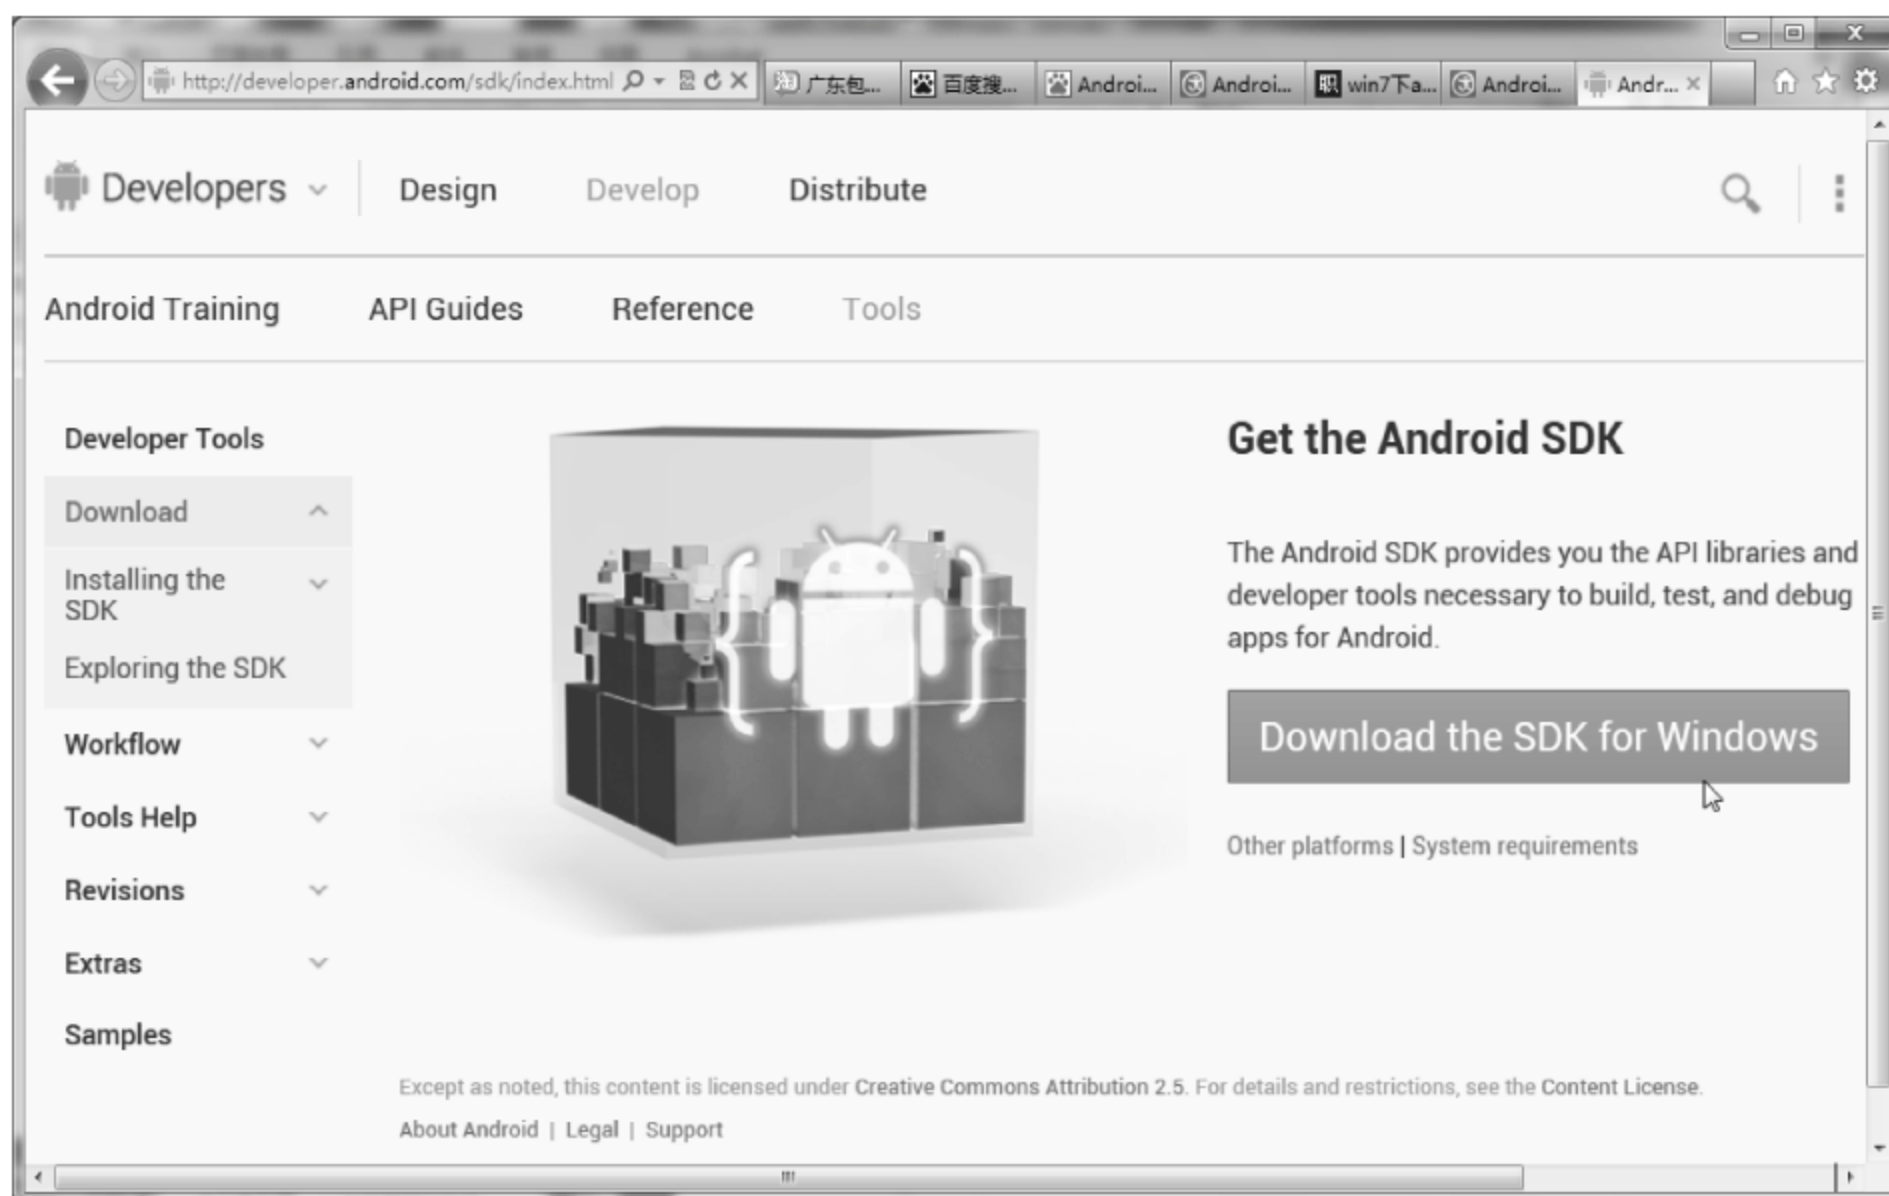 http://developer.android.com/sdk/index.html
广东包...
百度搜...
Androi...
Androi...
win7下a...
Androi...
Andr...
Developers
Design
Develop
Distribute
Android Training
API Guides
Reference
Tools
Developer Tools
Download
Installing the
SDK
Exploring the SDK
Workflow
Tools Help
Revisions
Extras
Samples
Get the Android SDK
The Android SDK provides you the API libraries and
developer tools necessary to build, test, and debug
apps for Android.
Download the SDK for Windows
Other platforms | System requirements
Except as noted, this content is licensed under Creative Commons Attribution 2.5. For details and restrictions, see the Content License.
About Android | Legal | Support